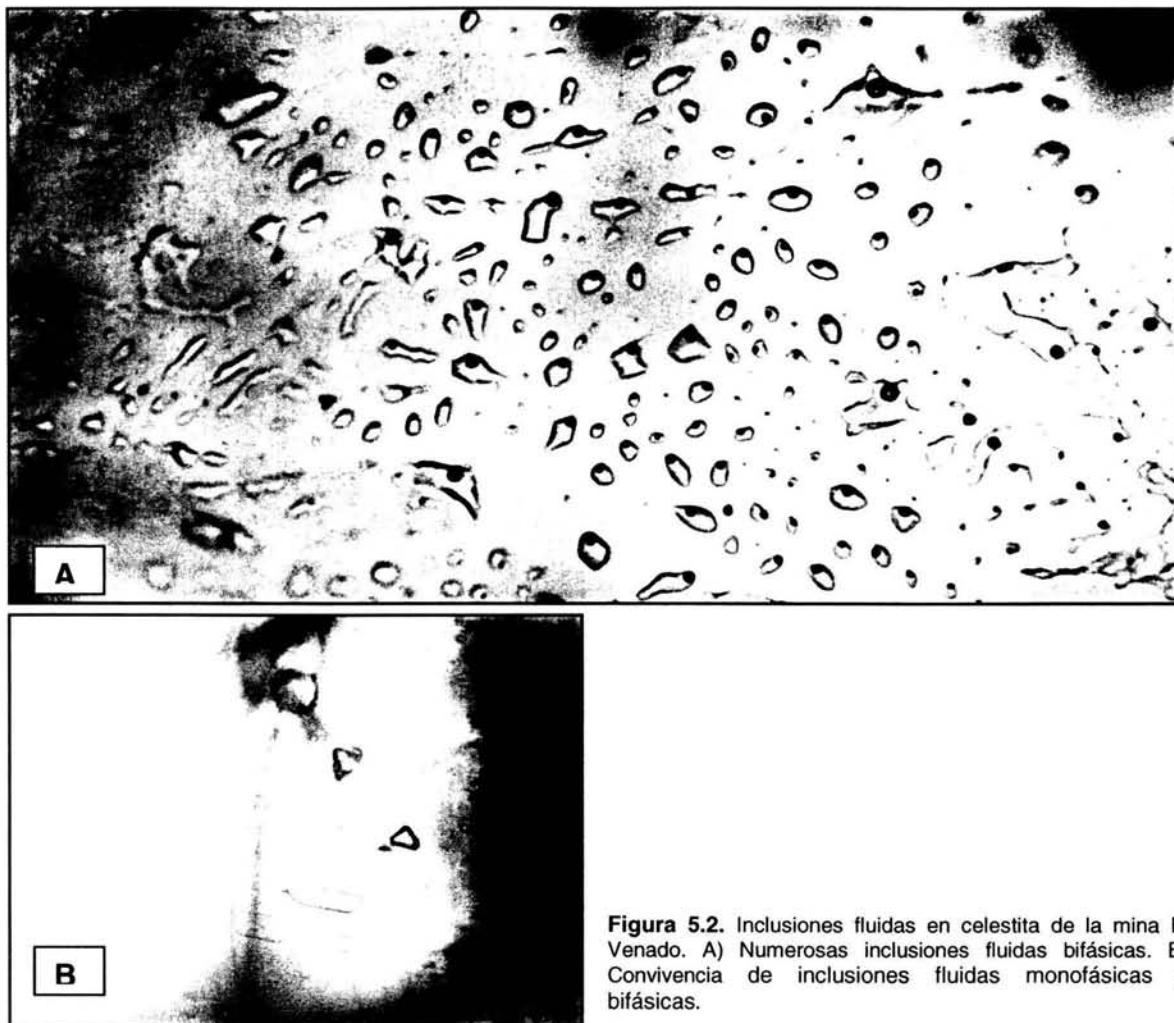 A
B
Figura 5.2. Inclusiones fluidas en celestita de la mina
Venado. A) Numerosas inclusiones fluidas bifásicas.
Convivencia de inclusiones fluidas monofásicas
bifásicas.